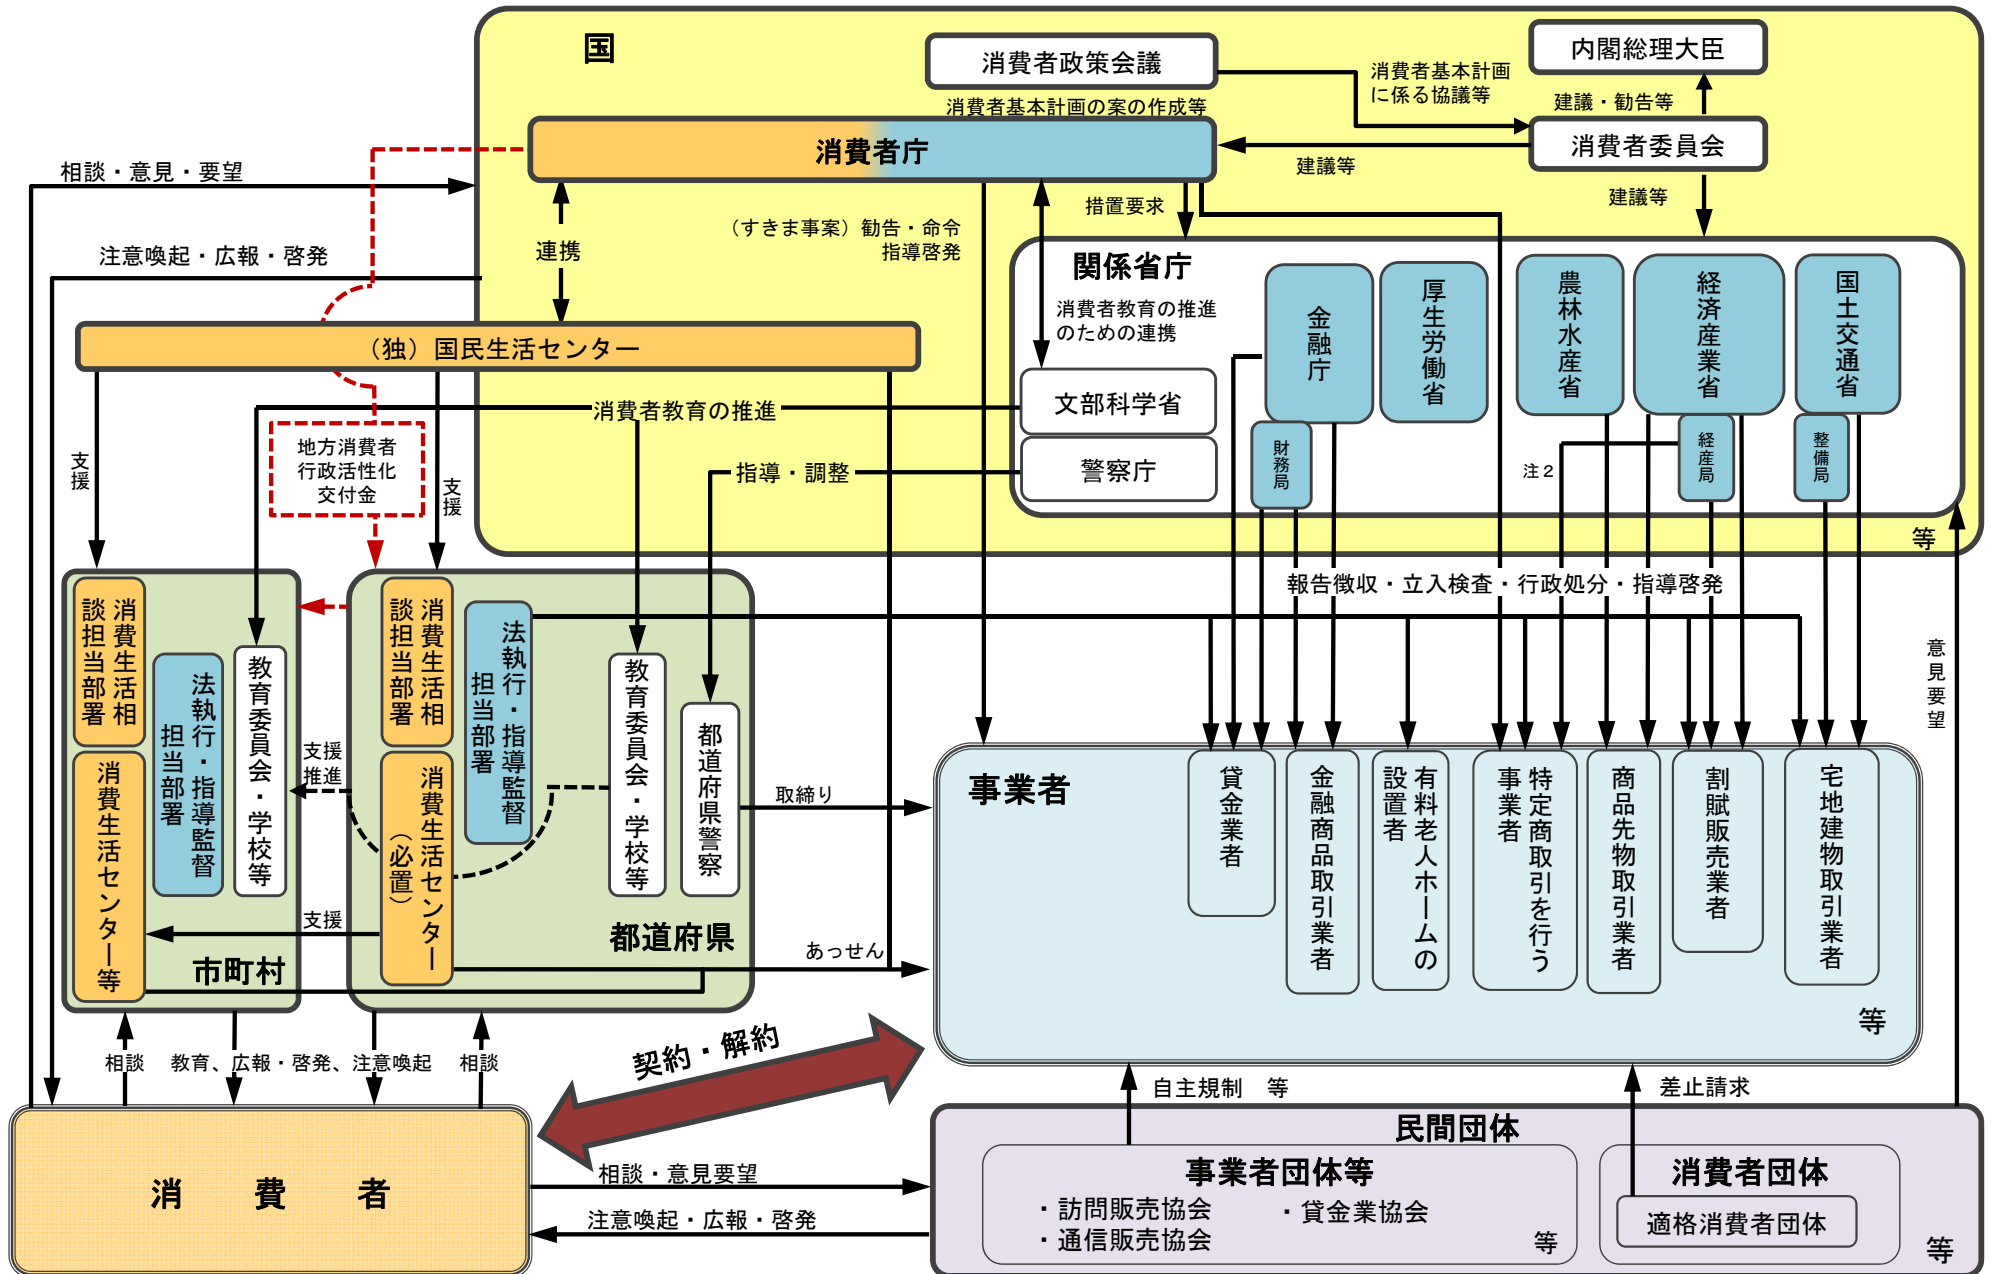 国
消費者政策会議
消費者基本計画の案の作成等
消費者基本計画
に係る協議等
内閣総理大臣
建議・勧告等
消費者委員会
建議等
建議等
消費者庁
相談・意見・要望
注意喚起・広報・啓発
連携
（すきま事案）勧告・命令
指導啓発
措置要求
関係省庁
消費者教育の推進
のための連携
文部科学省
警察庁
金融庁
財務局
厚生労働省
農林水産省
経済産業省
経産局
国土交通省
整備局
注２
等
（独）国民生活センター
消費者教育の推進
指導・調整
支援
地方消費者
行政活性化
交付金
支援
報告徴収・立入検査・行政処分・指導啓発
意見要望
消費生活相
談担当部署
法執行・指導監督
担当部署
教育委員会・学校等
消費生活センター等
市町村
支援
推進
支援
消費生活相
談担当部署
法執行・指導監督
担当部署
消費生活センター
（必置）
教育委員会・学校等
都道府県警察
都道府県
取締り
あっせん
事業者
貸金業者
金融商品取引業者
有料老人ホームの
設置者
特定商取引を行う
事業者
商品先物取引業者
割賦販売業者
宅地建物取引業者
等
相談
教育、広報・啓発、注意喚起
相談
契約・解約
自主規制　等
差止請求
消　費　者
相談・意見要望
注意喚起・広報・啓発
民間団体
事業者団体等
・訪問販売協会
・通信販売協会
・貸金業協会
等
消費者団体
適格消費者団体
等